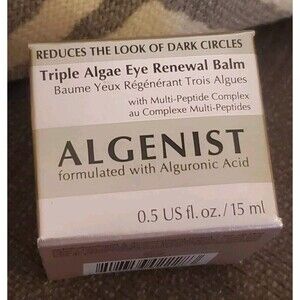 REDUCES THE LOOK OF DARK CIRCLES
Triple Algae Eye Renewal Balm
Baume Yeux Régénérant Trois Algues
with Multi-Peptide Complex
au Complexe Multi-Peptides
ALGENIST
formulated with Alguronic Acid
0.5 US fl. oz. / 15 ml